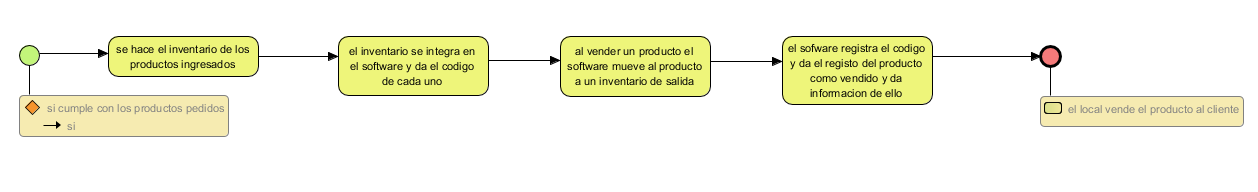 se hace el inventario de los
productos ingresados
el inventario se integra en
el software y da el codigo
de cada uno
al vender un producto el
software mueve al producto
a un inventario de salida
el sofware registra el codigo
y da el registo del producto
como vendido y da
informacion de ello
si cumple con los productos pedidos
si
el local vende el producto al cliente